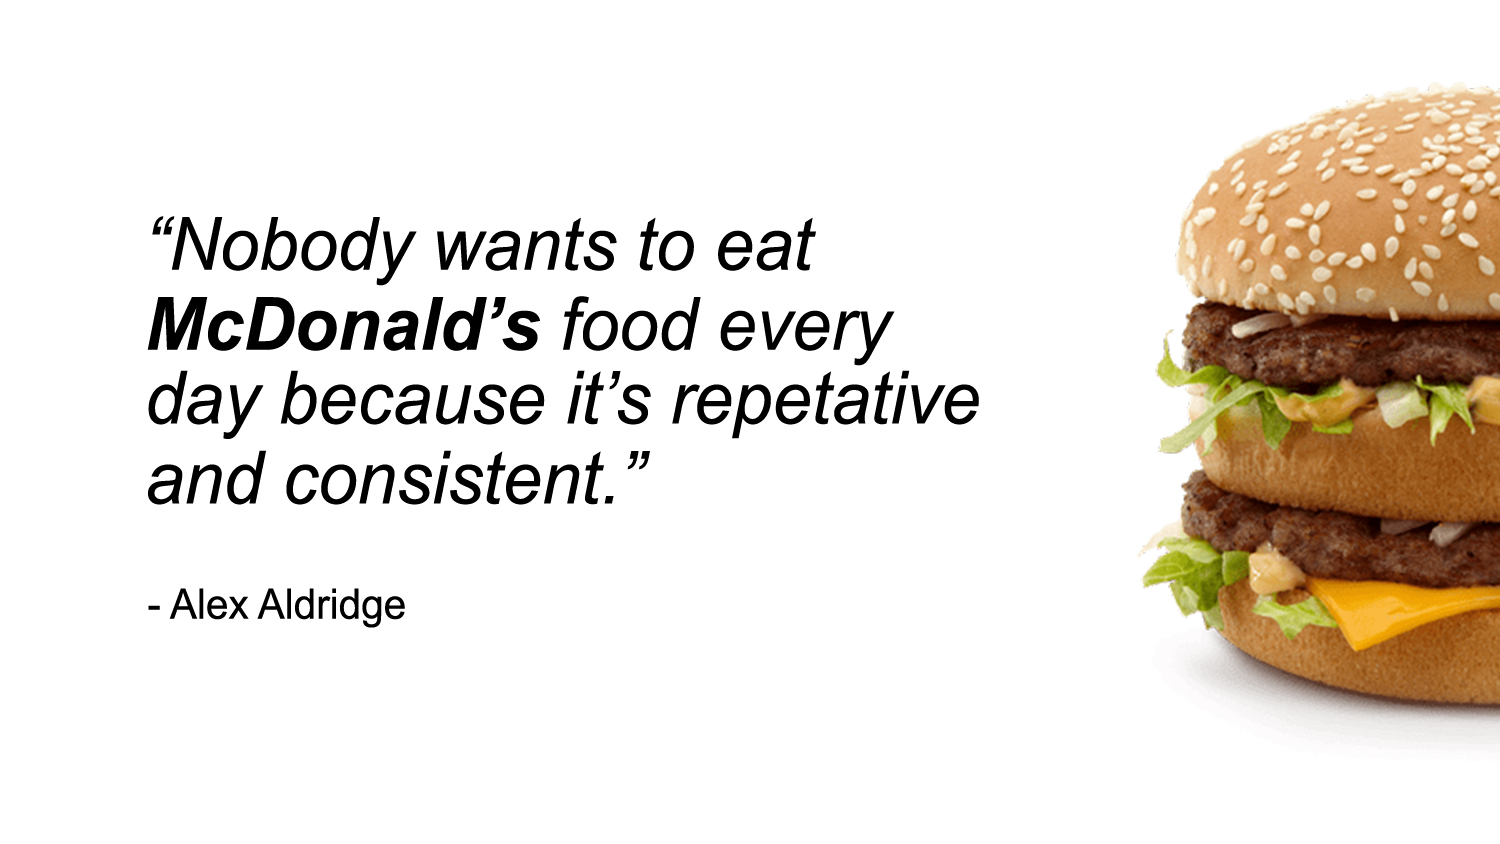 “Nobody wants to eat
McDonald’s food every
day because it’s repetative
and consistent.”
- Alex Aldridge